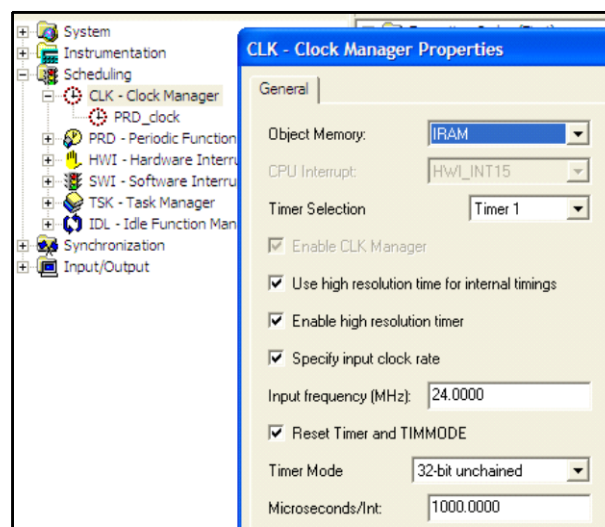 System
Instrumentation
Scheduling
CLK - Clock Manager
PRD_clock
PRD - Periodic Function
HWI - Hardware Interru
SWI - Software Interru
TSK - Task Manager
IDL - Idle Function Man
Synchronization
Input/Output
CLK - Clock Manager Properties
General
Object Memory: IRAM
CPU Interrupt: HWI_INT15
Timer Selection Timer 1
Enable CLK Manager
Use high resolution time for internal timings
Enable high resolution timer
Specify input clock rate
Input frequency (MHz): 24.0000
Reset Timer and TIMMODE
Timer Mode 32-bit unchained
Microseconds/Int: 1000.0000